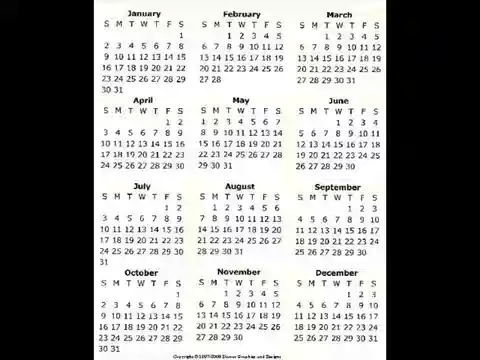 January
S M T W T F S
1
2 3 4 5 6 7 8
9 10 11 12 13 14 15
16 17 18 19 20 21 22
23 24 25 26 27 28 29
30 31
February
S M T W T F S
1 2 3 4 5
6 7 8 9 10 11 12
13 14 15 16 17 18 19
20 21 22 23 24 25 26
27 28
March
S M T W T F S
1 2 3 4 5
6 7 8 9 10 11 12
13 14 15 16 17 18 19
20 21 22 23 24 25 26
27 28 29 30 31
April
S M T W T F S
1 2
3 4 5 6 7 8 9
10 11 12 13 14 15 16
17 18 19 20 21 22 23
24 25 26 27 28 29 30
May
S M T W T F S
1 2 3 4 5 6 7
8 9 10 11 12 13 14
15 16 17 18 19 20 21
22 23 24 25 26 27 28
29 30 31
June
S M T W T F S
1 2 3 4
5 6 7 8 9 10 11
12 13 14 15 16 17 18
19 20 21 22 23 24 25
26 27 28 29 30
July
S M T W T F S
1 2
3 4 5 6 7 8 9
10 11 12 13 14 15 16
17 18 19 20 21 22 23
24 25 26 27 28 29 30
31
August
S M T W T F S
1 2 3 4 5 6
7 8 9 10 11 12 13
14 15 16 17 18 19 20
21 22 23 24 25 26 27
28 29 30 31
September
S M T W T F S
1 2 3
4 5 6 7 8 9 10
11 12 13 14 15 16 17
18 19 20 21 22 23 24
25 26 27 28 29 30
October
S M T W T F S
1
2 3 4 5 6 7 8
9 10 11 12 13 14 15
16 17 18 19 20 21 22
23 24 25 26 27 28 29
30 31
November
S M T W T F S
1 2 3 4 5
6 7 8 9 10 11 12
13 14 15 16 17 18 19
20 21 22 23 24 25 26
27 28 29 30
December
S M T W T F S
1 2 3
4 5 6 7 8 9 10
11 12 13 14 15 16 17
18 19 20 21 22 23 24
25 26 27 28 29 30 31
Copyright © Graphics and Designs